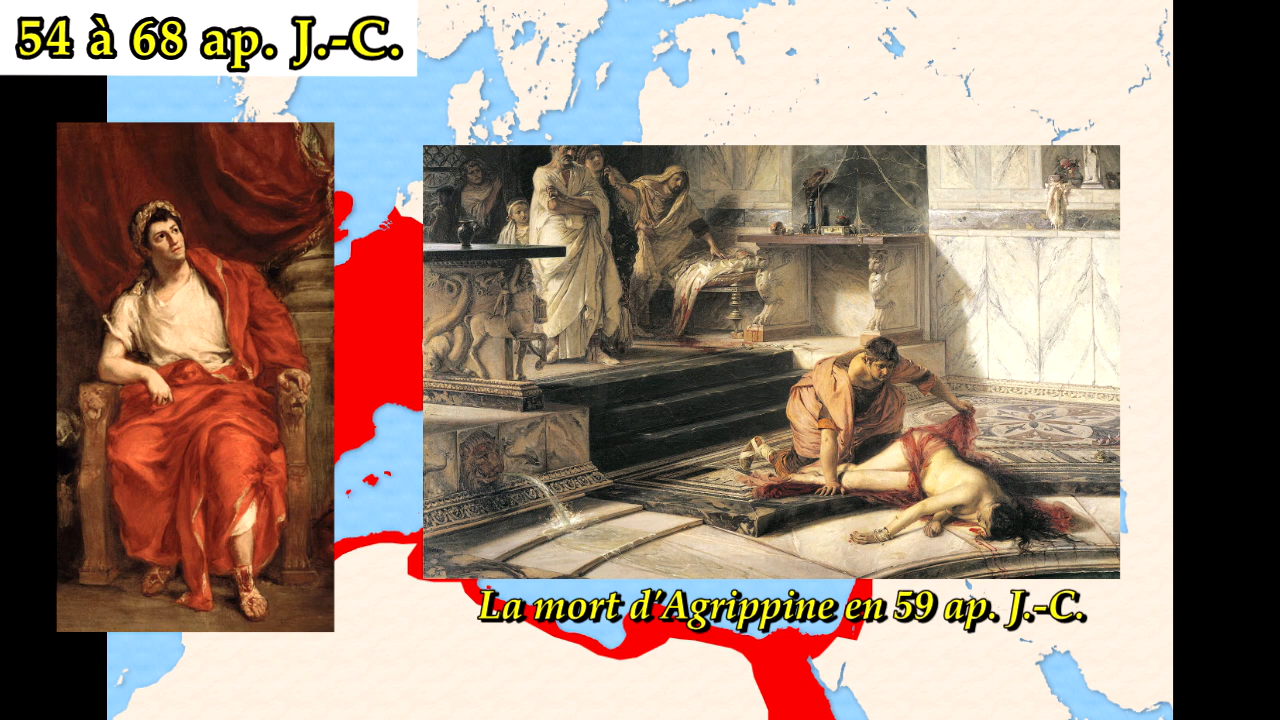 54 à 68 ap. J.-C.
La mort d'Agrippine en 59 ap. J.-C.